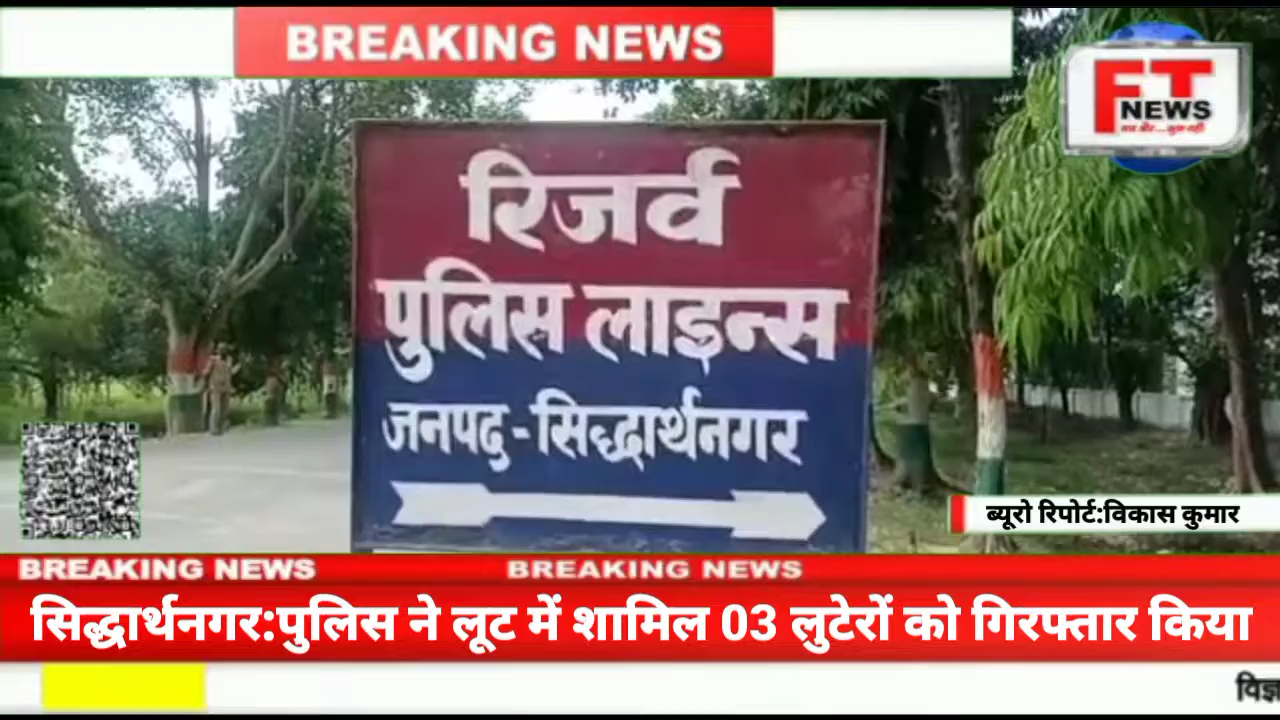 BREAKING NEWS
FT
NEWS
रिजर्व
पुलिस लाइन्स
जनपद-सिद्धार्थनगर
ब्यूरो रिपोर्ट:विकास कुमार
BREAKING NEWS BREAKING NEWS
सिद्धार्थनगर:पुलिस ने लूट में शामिल 03 लुटेरों को गिरफ्तार किया